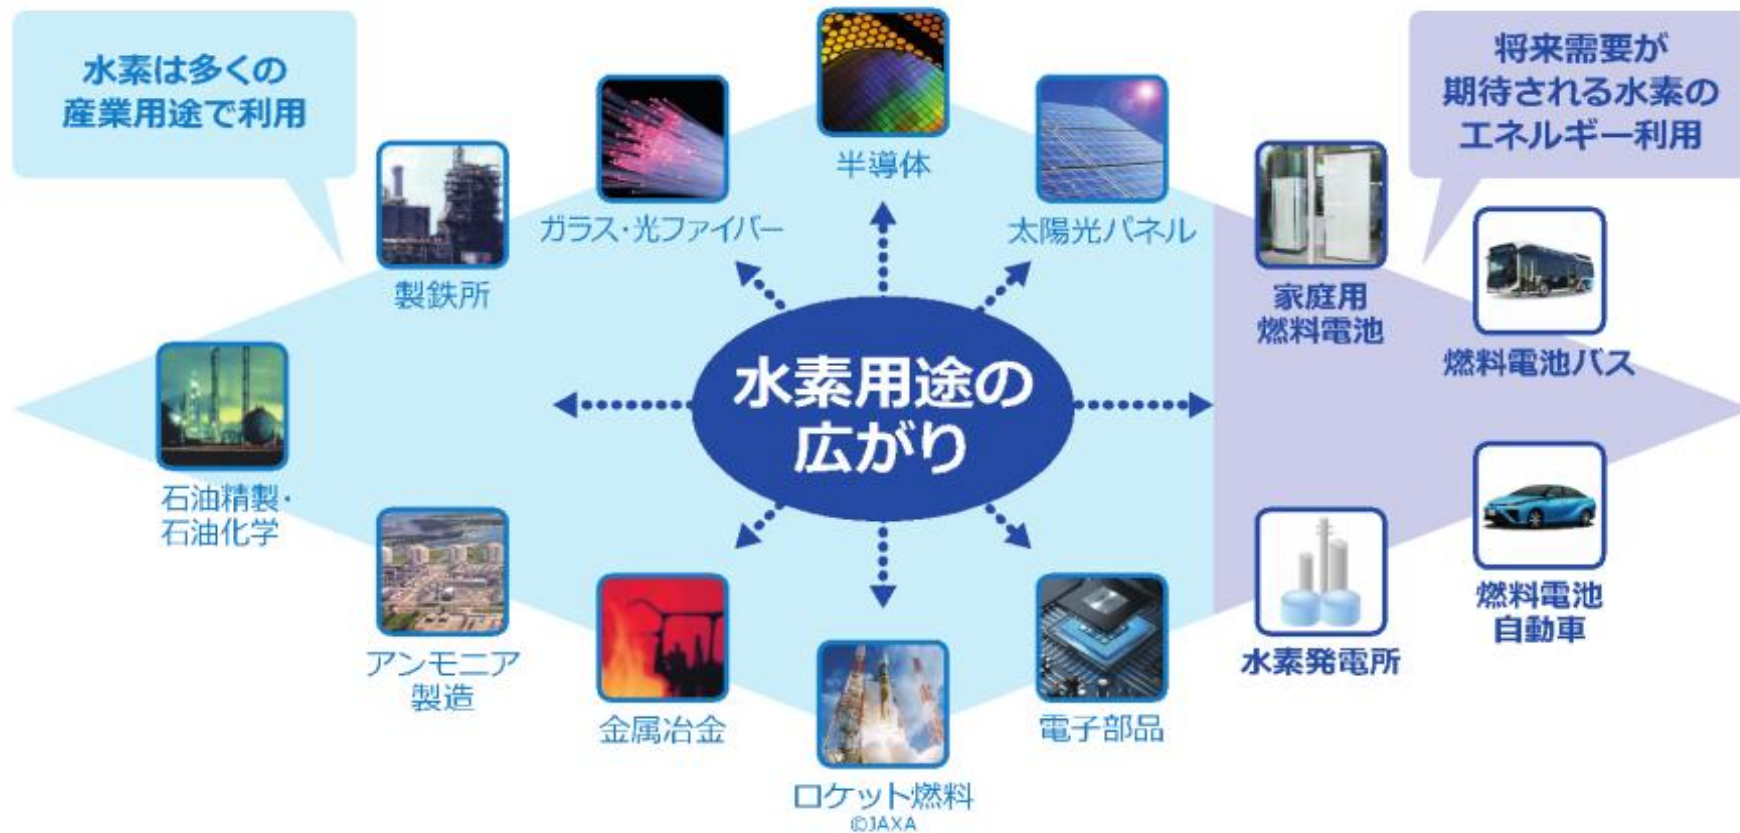 水素は多くの
産業用途で利用
将来需要が
期待される水素の
エネルギー利用
半導体
ガラス・光ファイバー
太陽光パネル
製鉄所
家庭用
燃料電池
燃料電池バス
水素用途の
広がり
石油精製・
石油化学
アンモニア
製造
金属冶金
ロケット燃料
©JAXA
電子部品
水素発電所
燃料電池
自動車